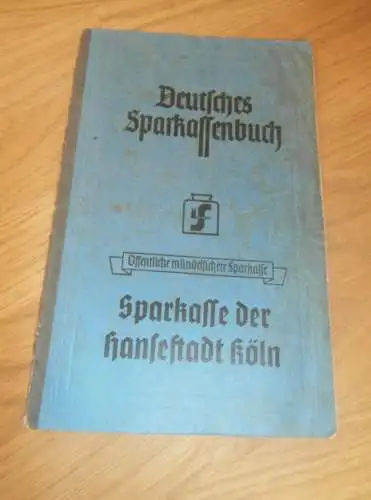 Deutsches
Sparkassenbuch
Öffentliche mündelsichere Sparkasse
Sparkasse der
Hansestadt Köln